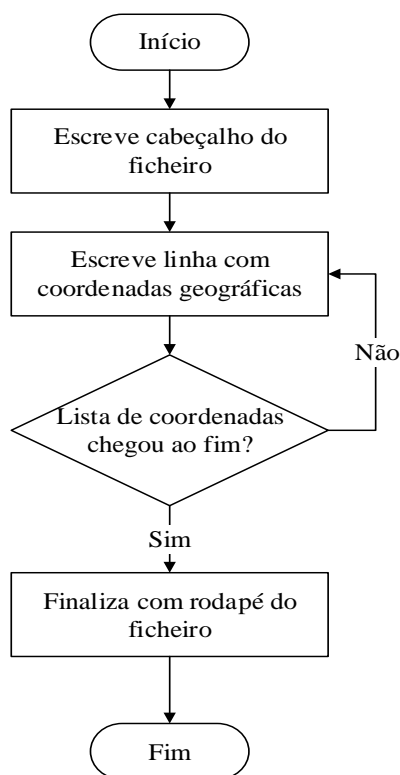 Início
Escreve cabeçalho do
ficheiro
Escreve linha com
coordenadas geográficas
Não
Lista de coordenadas
chegou ao fim?
Sim
Finaliza com rodapé do
ficheiro
Fim